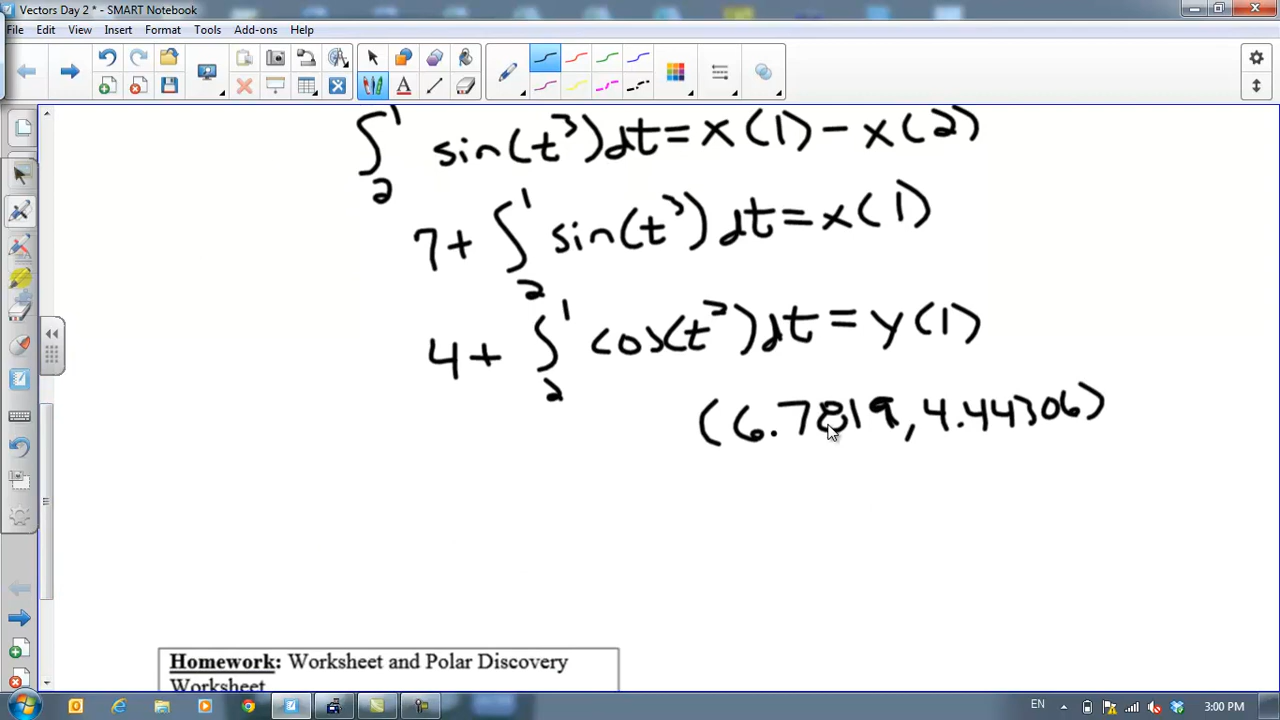 Vectors Day 2 * - SMART Notebook
File Edit View Insert Format Tools Add-ons Help
∫₂¹ sin(t³)dt = x(1) - x(2)
7 + ∫₂¹ sin(t³)dt = x(1)
4 + ∫₂¹ cos(t²)dt = y(1)
(6.7819, 4.44306)
Homework: Worksheet and Polar Discovery
Worksheet
EN 3:00 PM